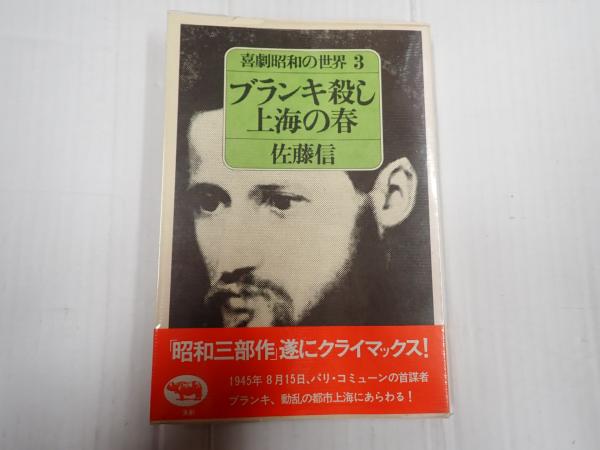 喜劇昭和の世界 3
ブランキ殺し
上海の春
佐藤信
「昭和三部作」遂にクライマックス!
1945年8月15日、パリ・コミューンの首謀者
ブランキ、動乱の都市上海にあらわる!
晶文社